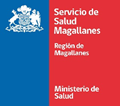 Servicio de
Salud
Magallanes
Región de
Magallanes
Ministerio de
Salud